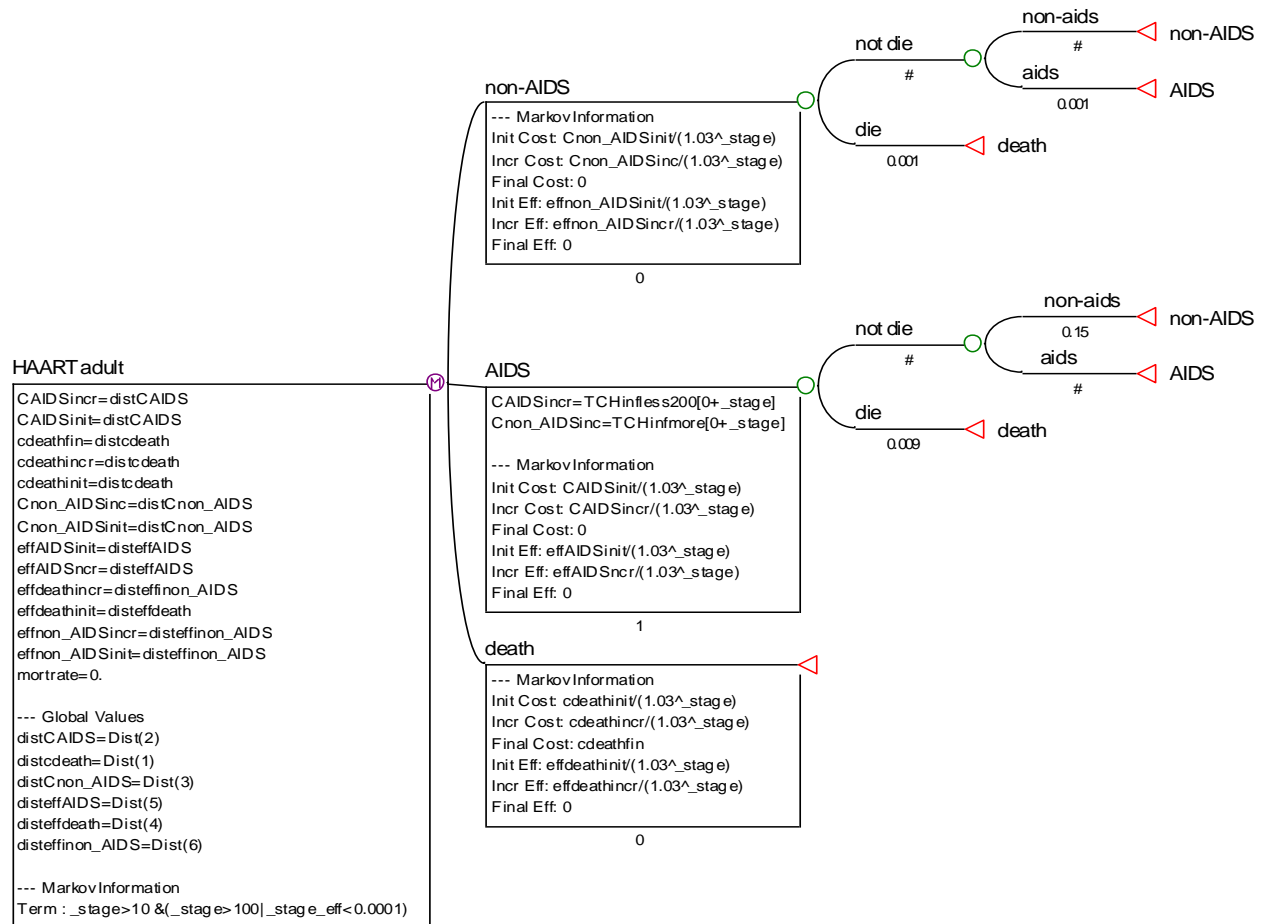 HAART adult
CAIDSincr=distCAIDS
CAIDSinit=distCAIDS
cdeathfin=distcdeath
cdeathincr=distcdeath
cdeathinit=distcdeath
Cnon_AIDSinc=distCnon_AIDS
Cnon_AIDSinit=distCnon_AIDS
effAIDSinit=disteffAIDS
effAIDSncr=disteffAIDS
effdeathincr=disteffinon_AIDS
effdeathinit=disteffdeath
effnon_AIDSincr=disteffinon_AIDS
effnon_AIDSinit=disteffinon_AIDS
mortrate=0.
--- Global Values
distCAIDS=Dist(2)
distcdeath=Dist(1)
distCnon_AIDS=Dist(3)
disteffAIDS=Dist(5)
disteffdeath=Dist(4)
disteffinon_AIDS=Dist(6)
--- Markov Information
Term: _stage>10 &(_stage>100|_stage_eff<0.0001)
M
non-AIDS
--- Markov Information
Init Cost: Cnon_AIDSinit/(1.03^_stage)
Incr Cost: Cnon_AIDSinc/(1.03^_stage)
Final Cost: 0
Init Eff: effnon_AIDSinit/(1.03^_stage)
Incr Eff: effnon_AIDSincr/(1.03^_stage)
Final Eff: 0
0
not die
#
non-aids
#
non-AIDS
aids
0.001
AIDS
die
0.001
death
AIDS
CAIDSincr=TCHinfless200[0+_stage]
Cnon_AIDSinc=TCHinfmore[0+_stage]
--- Markov Information
Init Cost: CAIDSinit/(1.03^_stage)
Incr Cost: CAIDSincr/(1.03^_stage)
Final Cost: 0
Init Eff: effAIDSinit/(1.03^_stage)
Incr Eff: effAIDSncr/(1.03^_stage)
Final Eff: 0
1
not die
#
non-aids
0.15
non-AIDS
aids
#
AIDS
die
0.009
death
death
--- Markov Information
Init Cost: cdeathinit/(1.03^_stage)
Incr Cost: cdeathincr/(1.03^_stage)
Final Cost: cdeathfin
Init Eff: effdeathinit/(1.03^_stage)
Incr Eff: effdeathincr/(1.03^_stage)
Final Eff: 0
0